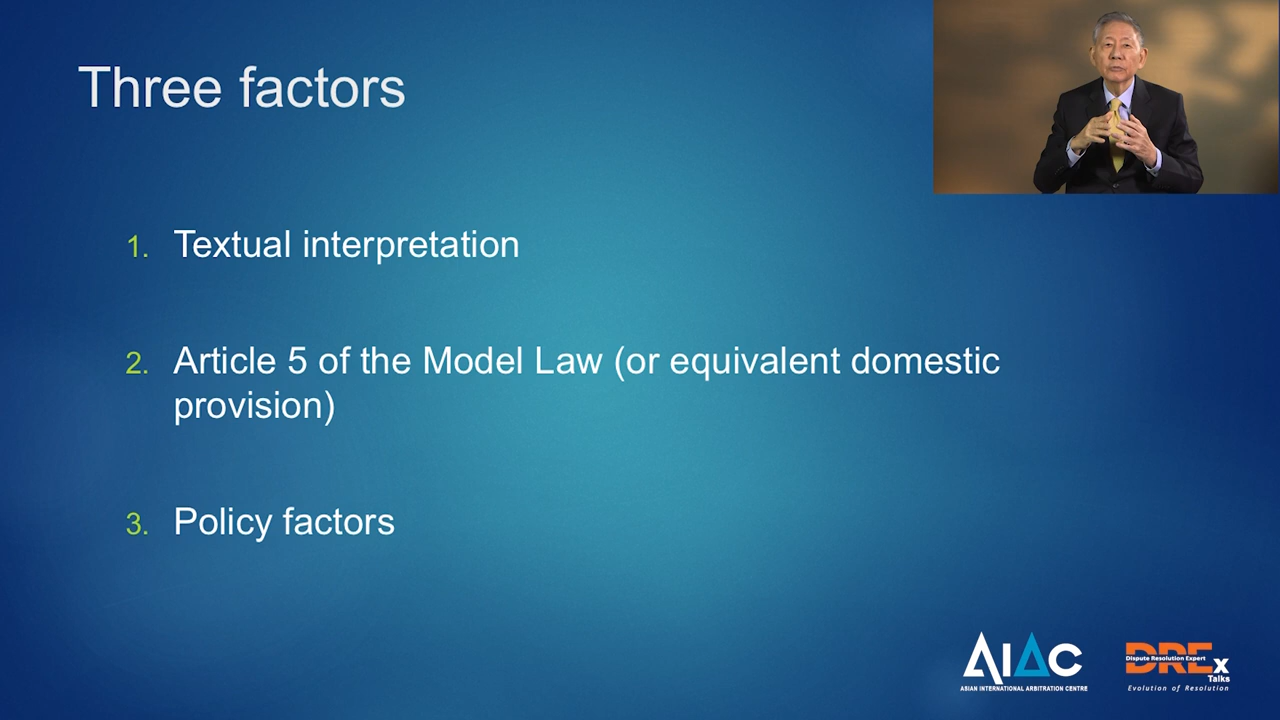 Three factors
1. Textual interpretation
2. Article 5 of the Model Law (or equivalent domestic
provision)
3. Policy factors
AIAC
ASIAN INTERNATIONAL ARBITRATION CENTRE
DREx
Dispute Resolution Expert
Talks
Evolution of Resolution